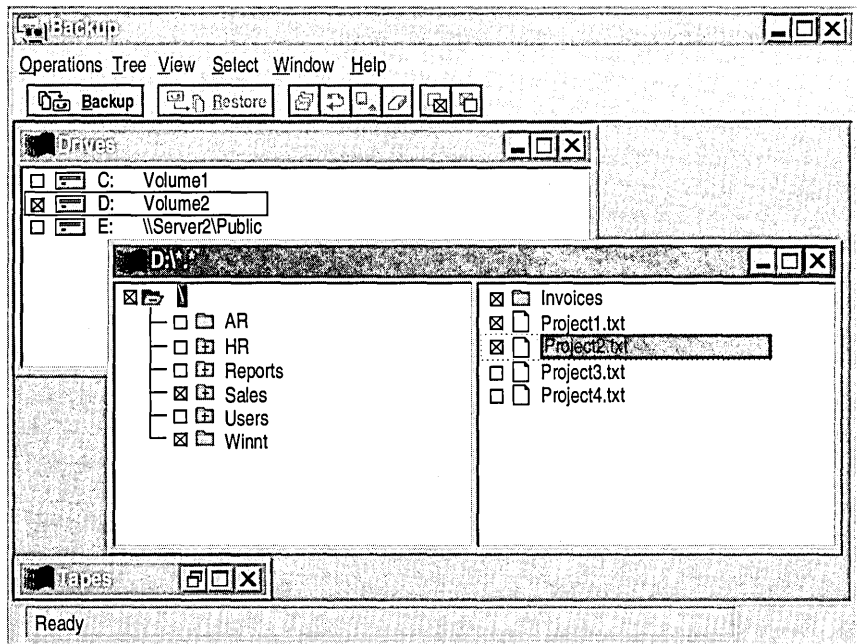 Backup
Operations Tree View Select Window Help
Backup Restore
Drives
C: Volume1
D: Volume2
E: \\Server2\Public
D:\*.*
\
AR
HR
Reports
Sales
Users
Winnt
Invoices
Project1.txt
Project2.txt
Project3.txt
Project4.txt
Tapes
Ready